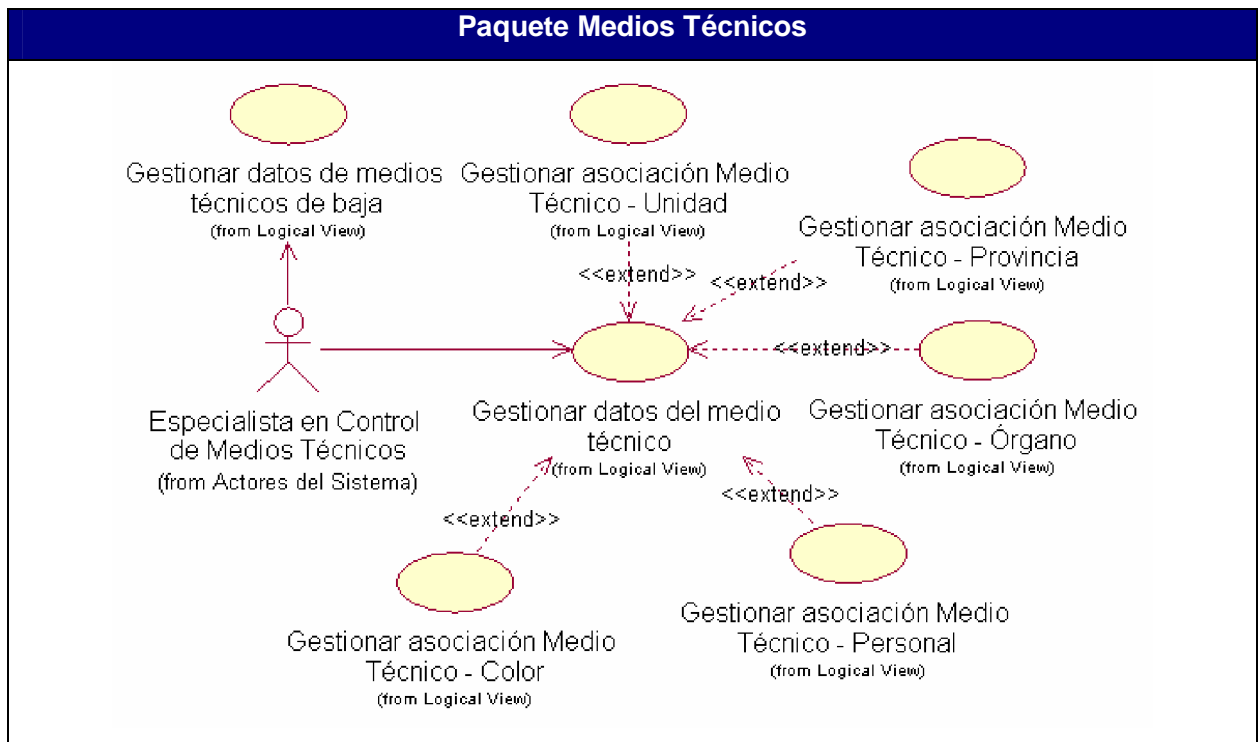 Paquete Medios Técnicos
Gestionar datos de medios
técnicos de baja
(from Logical View)
Gestionar asociación Medio
Técnico - Unidad
(from Logical View)
Gestionar asociación Medio
Técnico - Provincia
(from Logical View)
<<extend>>
<<extend>>
<<extend>>
Especialista en Control
de Medios Técnicos
(from Actores del Sistema)
Gestionar datos del medio
técnico
(from Logical View)
Gestionar asociación Medio
Técnico - Órgano
(from Logical View)
<<extend>>
<<extend>>
Gestionar asociación Medio
Técnico - Color
(from Logical View)
Gestionar asociación Medio
Técnico - Personal
(from Logical View)